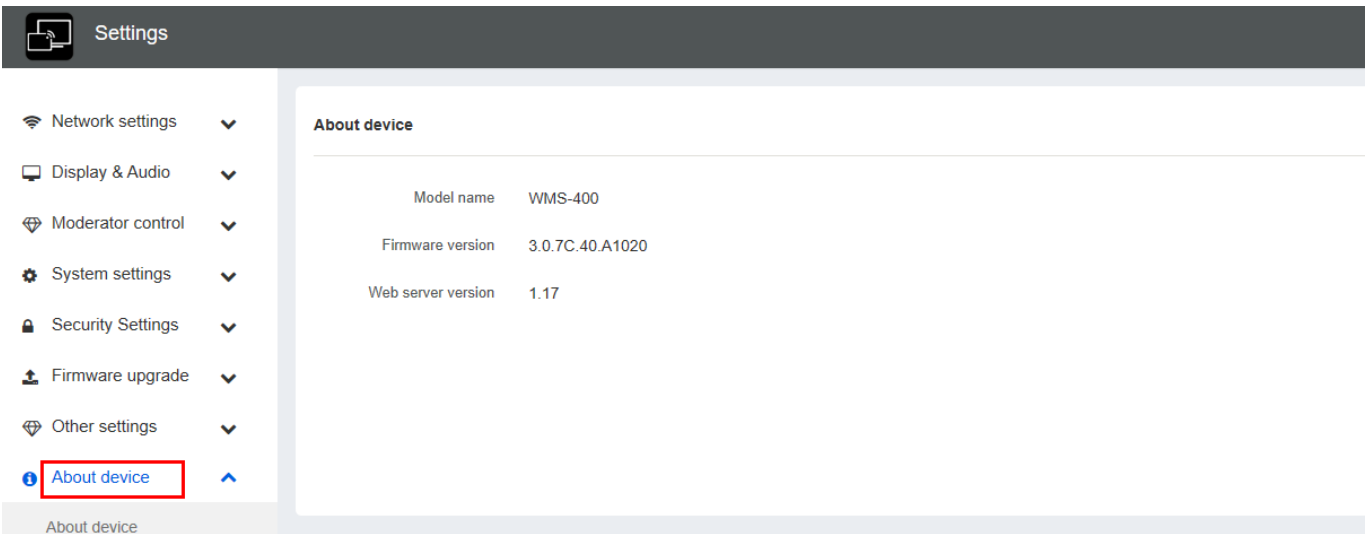 Settings
Network settings
Display & Audio
Moderator control
System settings
Security Settings
Firmware upgrade
Other settings
About device
About device
About device
Model name WMS-400
Firmware version 3.0.7C.40.A1020
Web server version 1.17